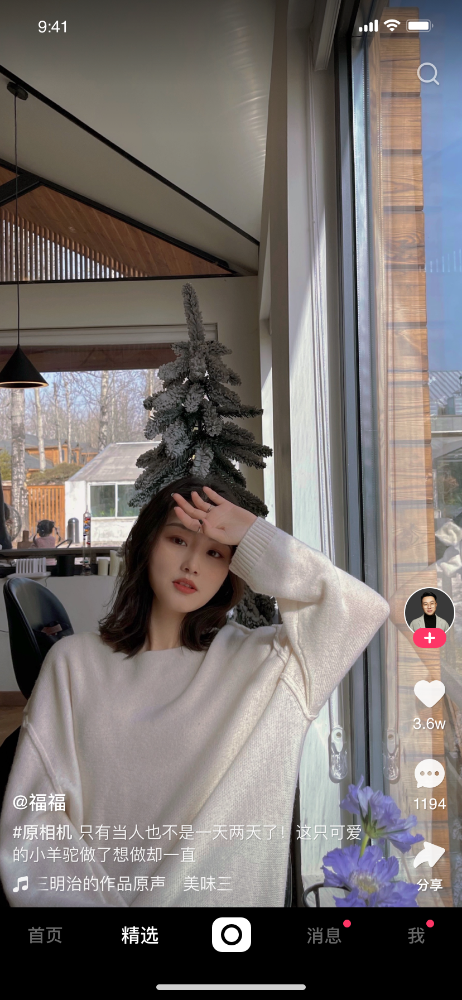 9:41
3.6w
1194
分享
@福福
#原相机 只有当人也不是一天两天了！这只可爱
的小羊驼做了想做却一直
三明治的作品原声 美味三
首页 精选 消息 我